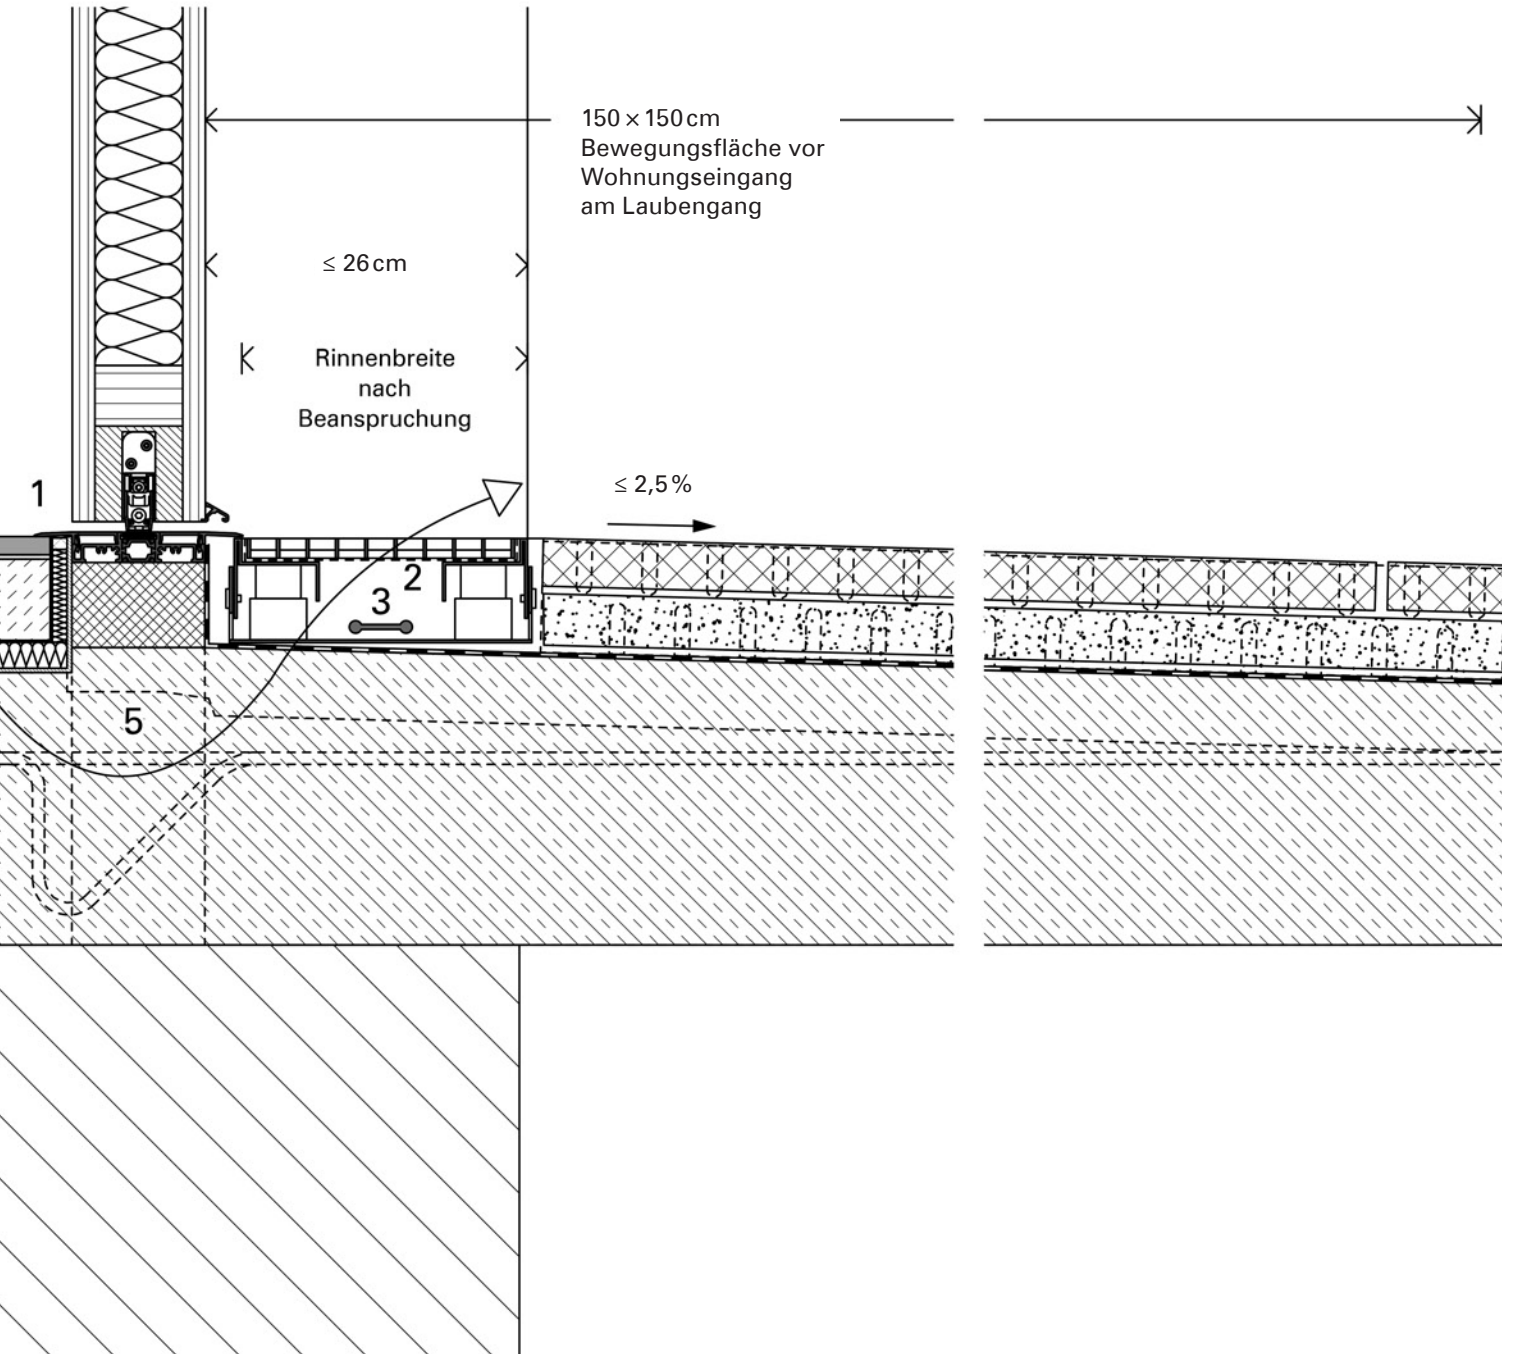 150 × 150 cm
Bewegungsfläche vor
Wohnungseingang
am Laubengang
≤ 26 cm
Rinnenbreite
nach
Beanspruchung
1
≤ 2,5 %
2
3
5